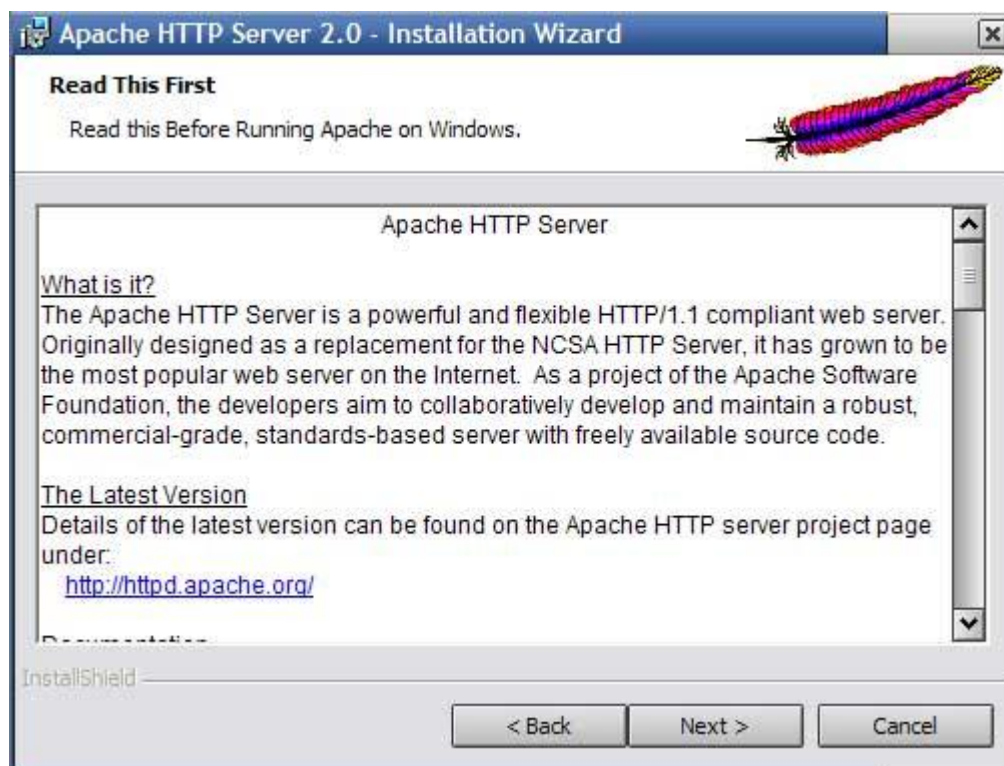 Apache HTTP Server 2.0 - Installation Wizard
Read This First
Read this Before Running Apache on Windows.
Apache HTTP Server
What is it?
The Apache HTTP Server is a powerful and flexible HTTP/1.1 compliant web server.
Originally designed as a replacement for the NCSA HTTP Server, it has grown to be
the most popular web server on the Internet.  As a project of the Apache Software
Foundation, the developers aim to collaboratively develop and maintain a robust,
commercial-grade, standards-based server with freely available source code.
The Latest Version
Details of the latest version can be found on the Apache HTTP server project page
under:
http://httpd.apache.org/
Documentation
InstallShield
< Back
Next >
Cancel